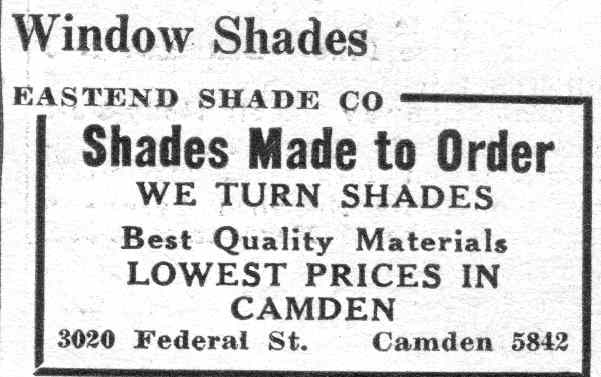 Window Shades
EASTEND SHADE CO
Shades Made to Order
WE TURN SHADES
Best Quality Materials
LOWEST PRICES IN
CAMDEN
3020 Federal St. Camden 5842